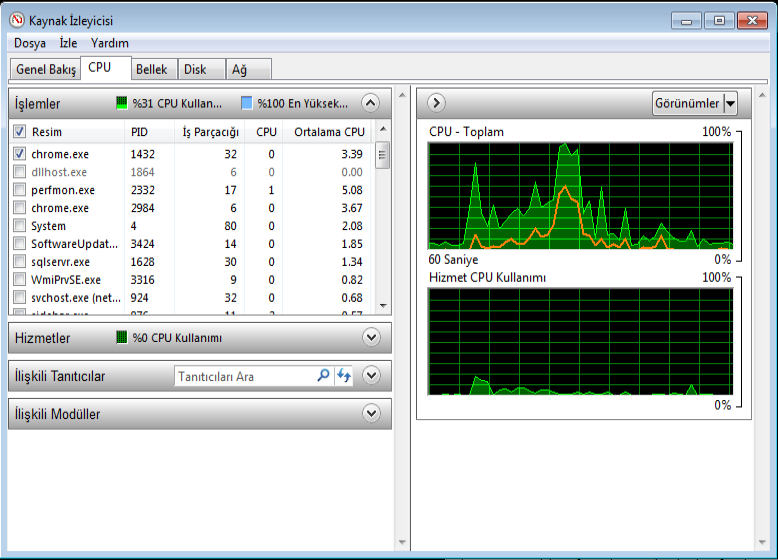 Kaynak İzleyicisi
Dosya İzle Yardım
Genel Bakış CPU Bellek Disk Ağ
İşlemler %31 CPU Kullan... %100 En Yüksek...
Resim PID İş Parçacığı CPU Ortalama CPU
chrome.exe 1432 32 0 3.39
dllhost.exe 1864 6 0 0.00
perfmon.exe 2332 17 1 5.08
chrome.exe 2984 6 0 3.67
System 4 80 0 2.08
SoftwareUpdat... 3424 14 0 1.85
sqlservr.exe 1628 30 0 1.34
WmiPrvSE.exe 3316 9 0 0.82
svchost.exe (net... 924 32 0 0.68
Hizmetler %0 CPU Kullanımı
İlişkili Tanıtıcılar Tanıtıcıları Ara
İlişkili Modüller
Görünümler
CPU - Toplam 100%
60 Saniye 0%
Hizmet CPU Kullanımı 100%
0%